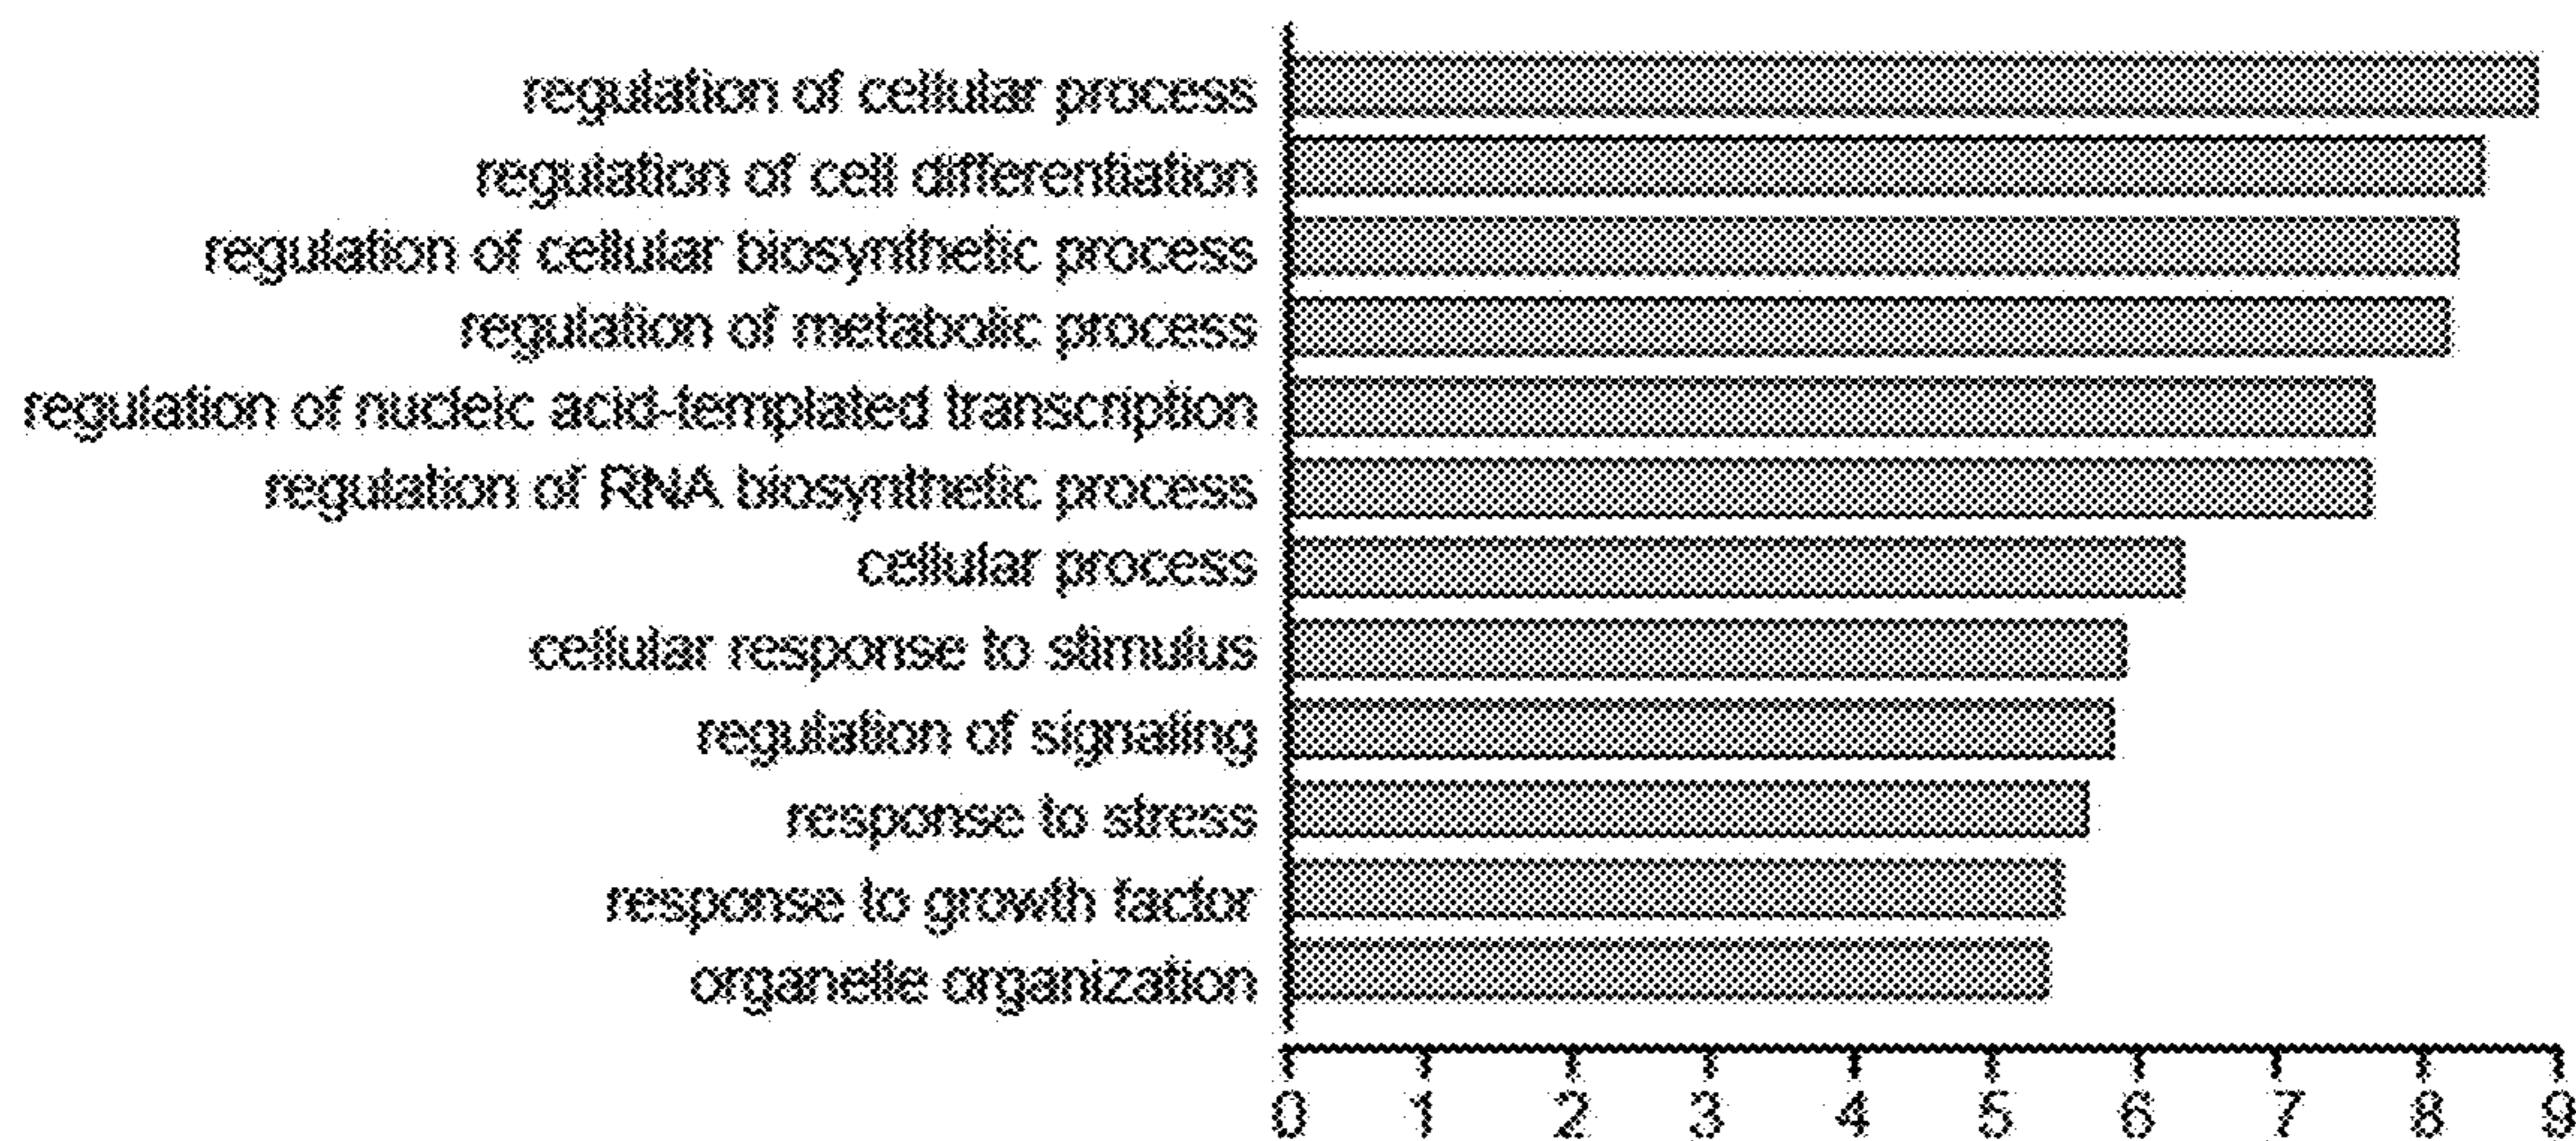 regulation of cellular process
regulation of cell differentiation
regulation of cellular biosynthetic process
regulation of metabolic process
regulation of nucleic acid-templated transcription
regulation of RNA biosynthetic process
cellular process
cellular response to stimulus
regulation of signaling
response to stress
response to growth factor
organelle organization
0 1 2 3 4 5 6 7 8 9